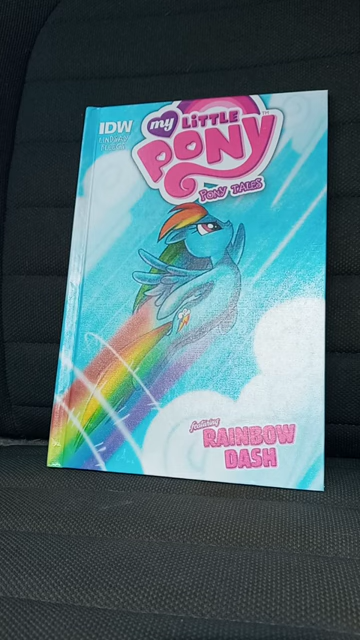 IDW
my LITTLE PONY
PONY TALES
featuring
RAINBOW
DASH